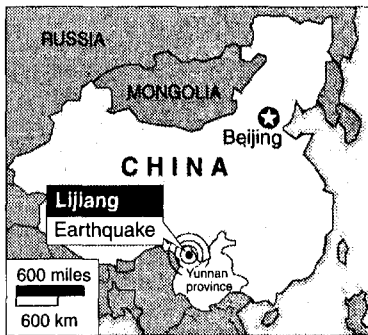 RUSSIA
MONGOLIA
Beijing
CHINA
Lijiang
Earthquake
Yunnan
province
600 miles
600 km